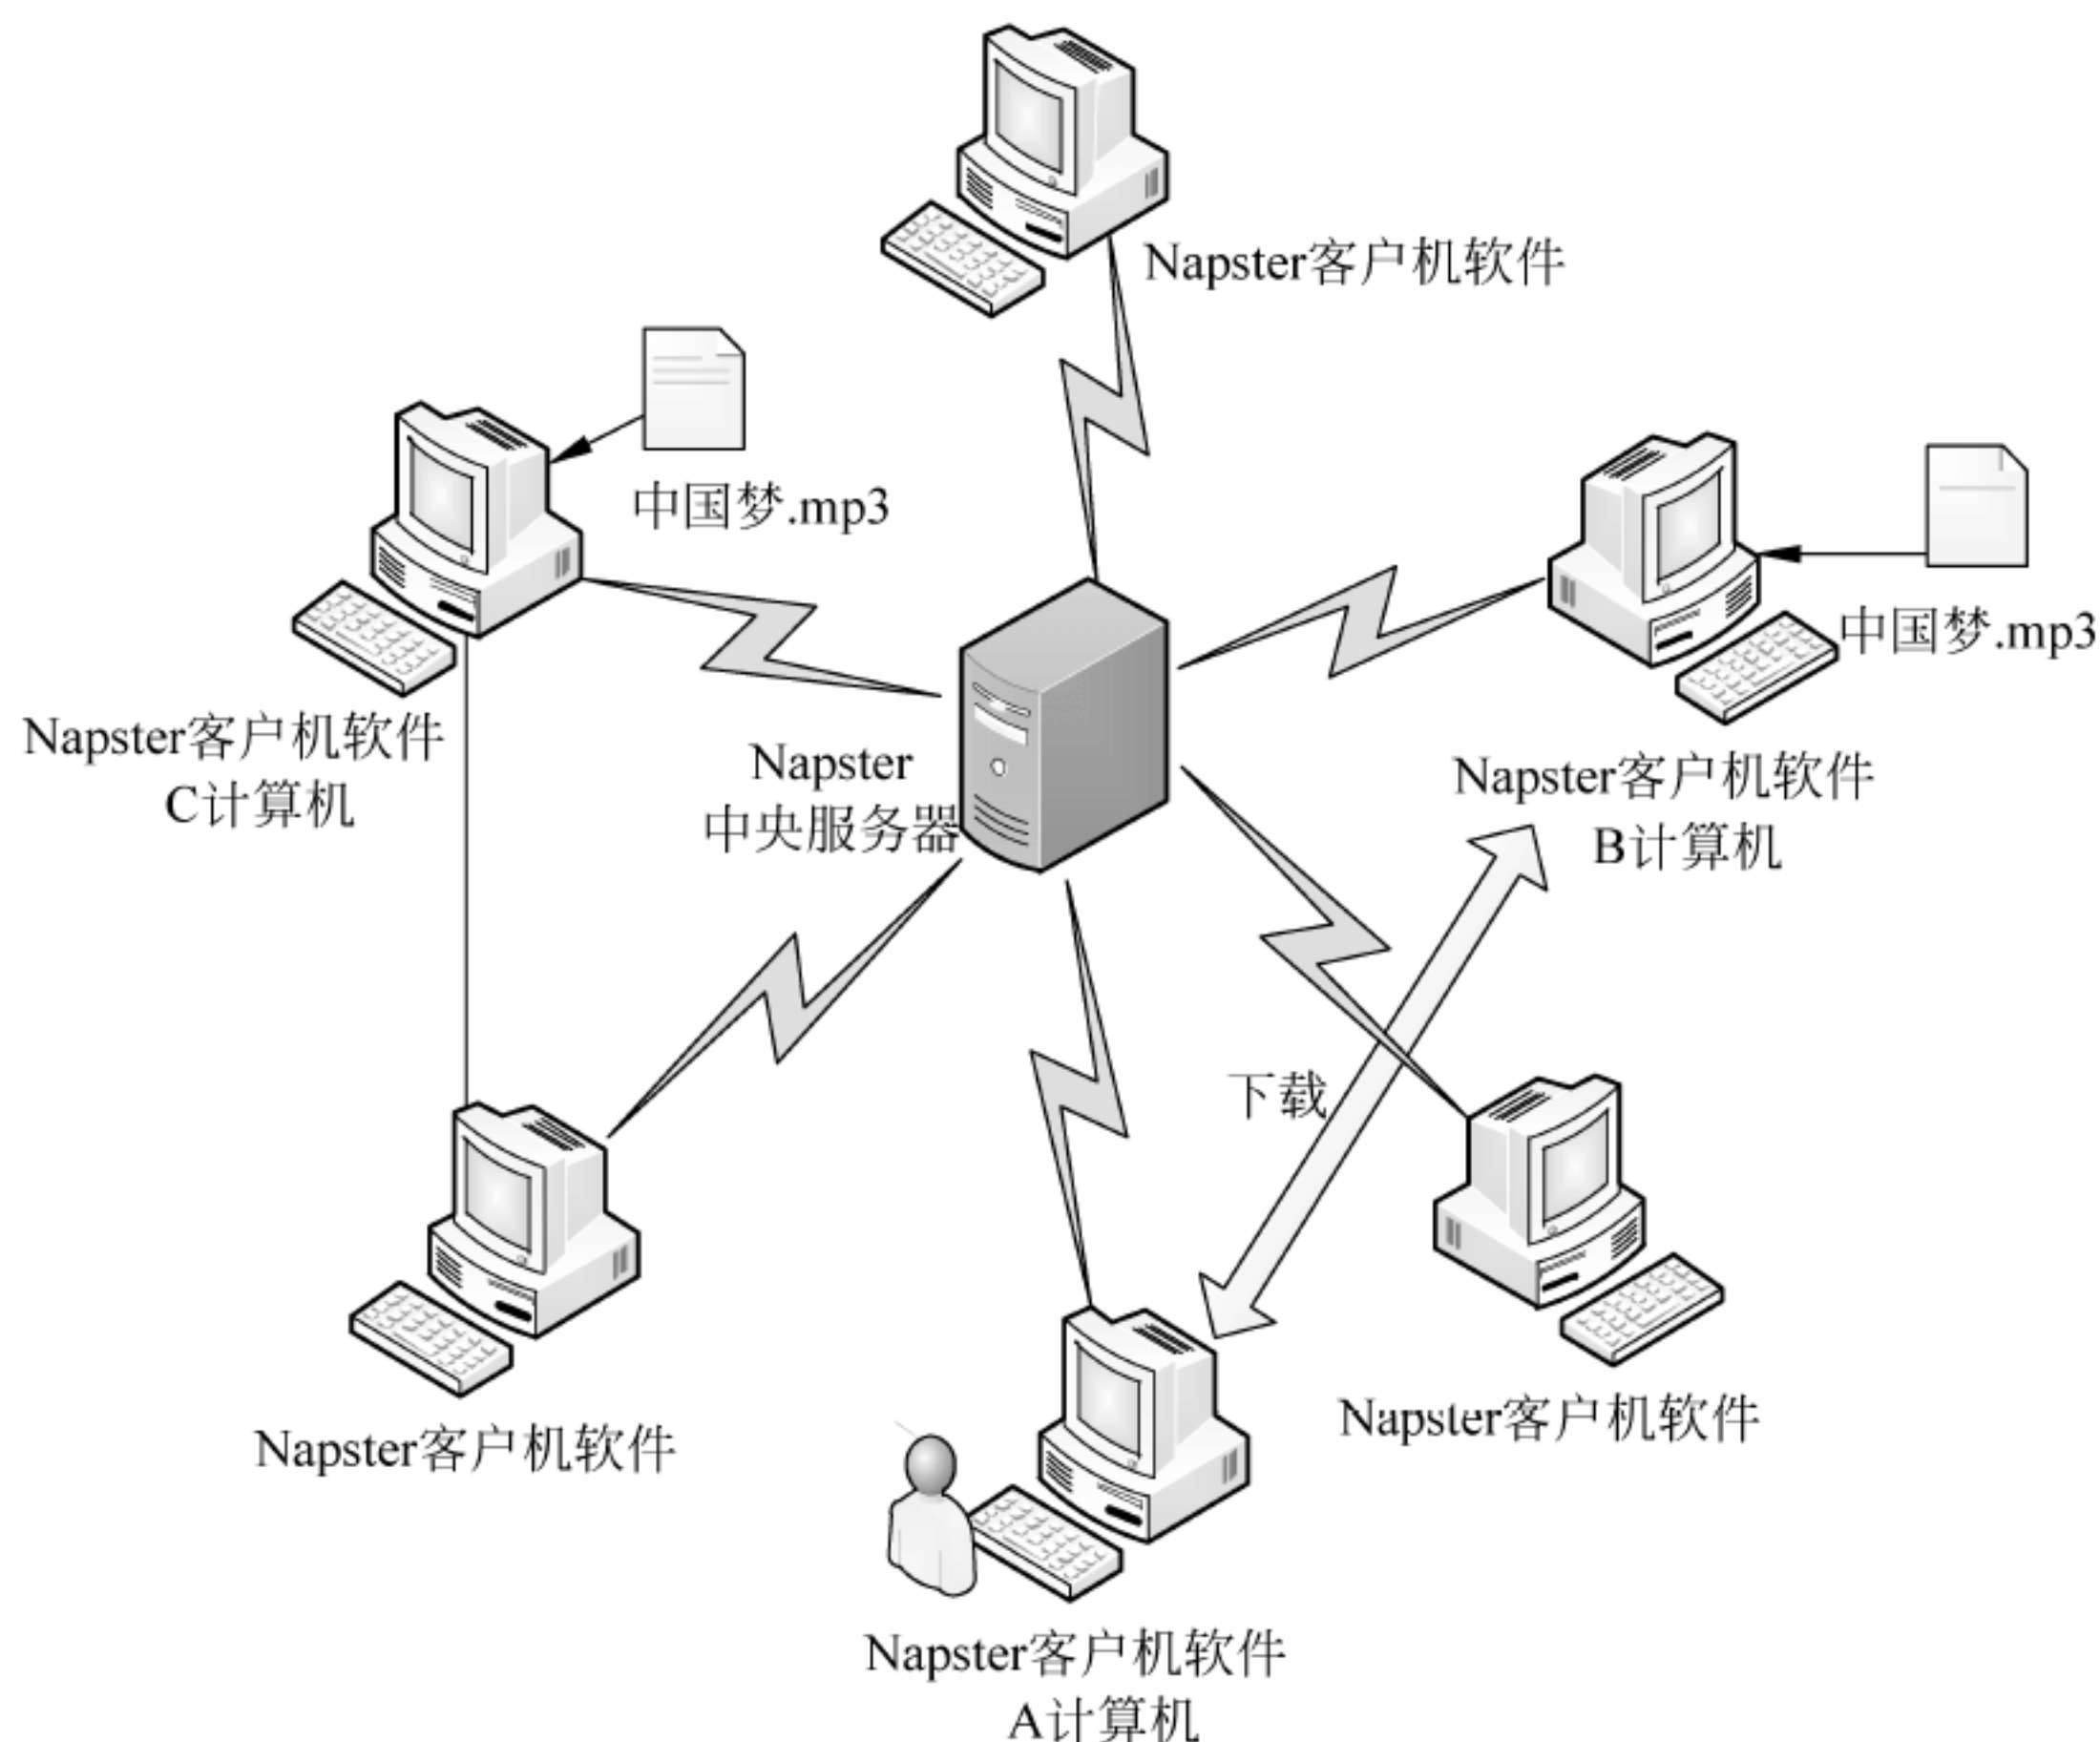 Napster客户机软件
中国梦.mp3
中国梦.mp3
Napster客户机软件
C计算机
Napster
中央服务器
Napster客户机软件
B计算机
下载
Napster客户机软件
Napster客户机软件
Napster客户机软件
A计算机